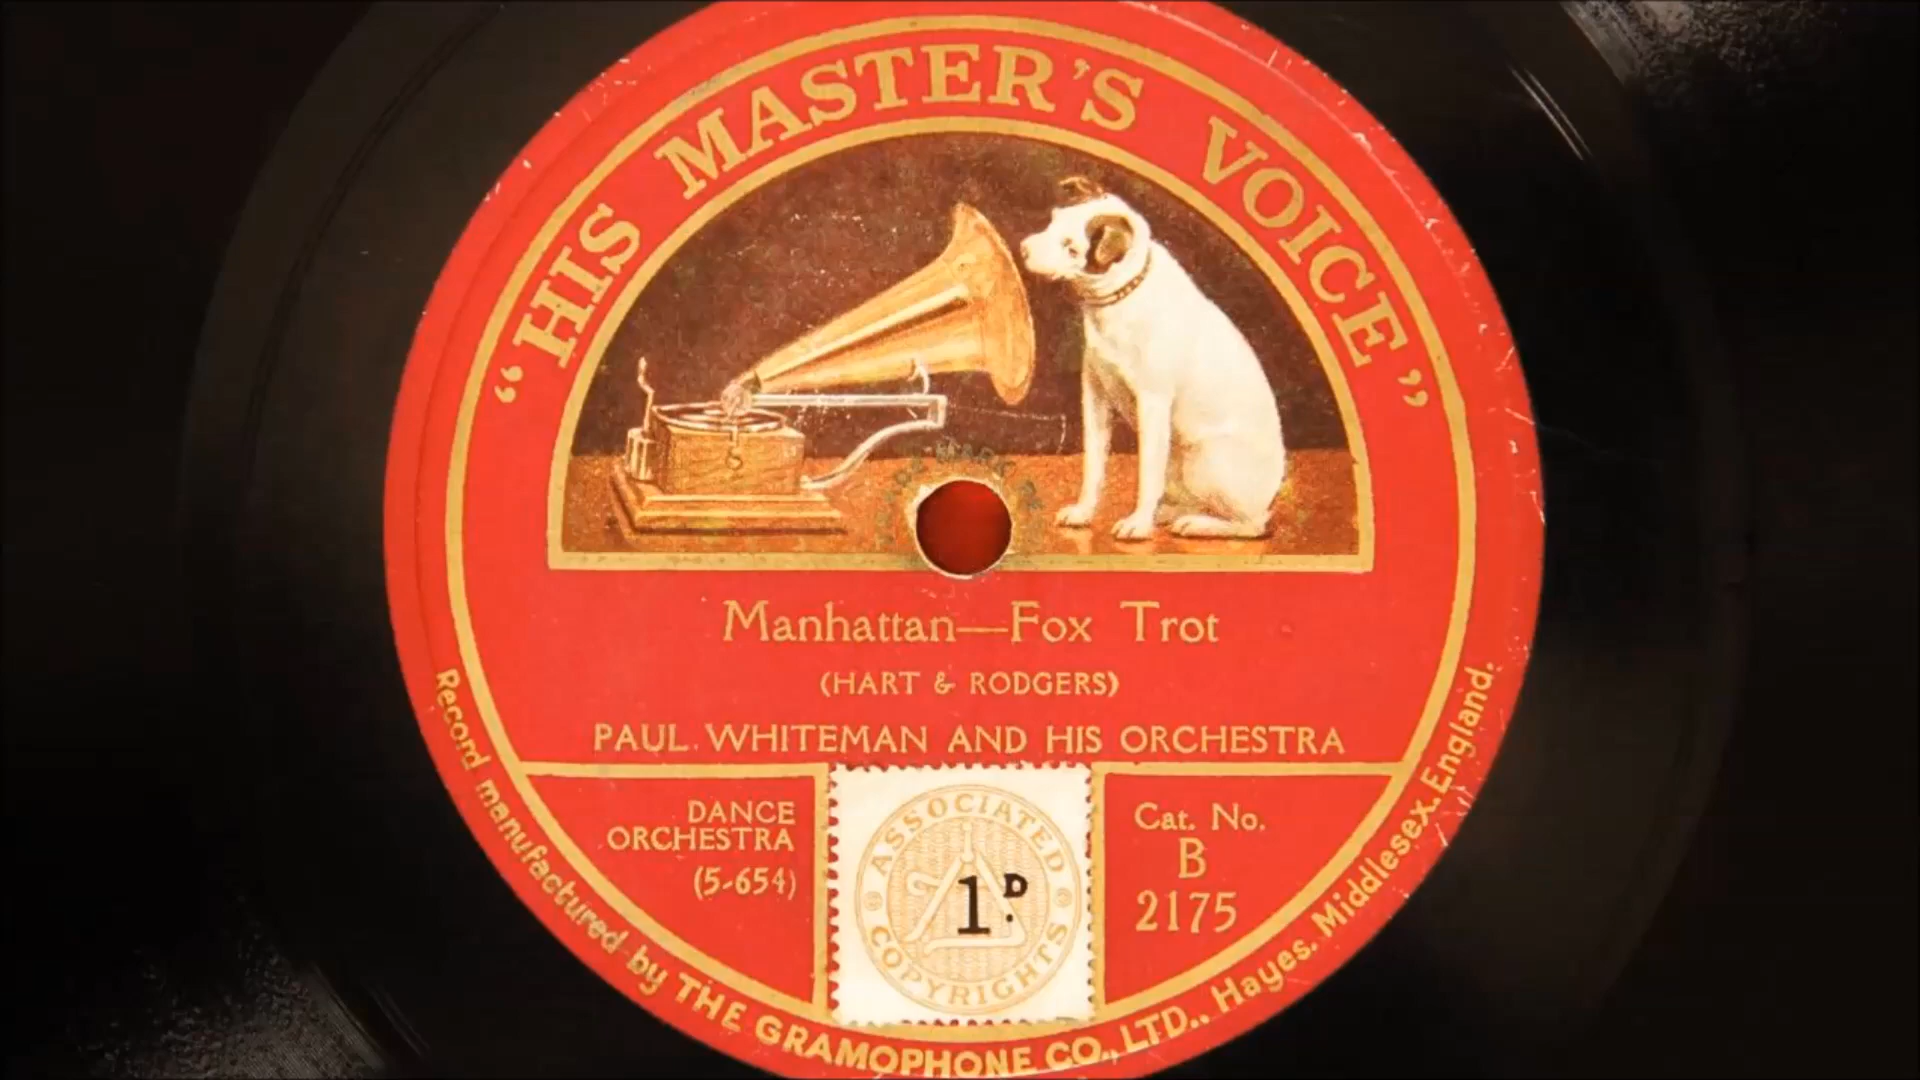 “HIS MASTER'S VOICE”
Manhattan—Fox Trot
(HART & RODGERS)
PAUL WHITEMAN AND HIS ORCHESTRA
DANCE
ORCHESTRA
(5-654)
ASSOCIATED
1D.
COPYRIGHTS
Cat. No.
B
2175
Record manufactured by THE GRAMOPHONE CO., LTD., Hayes. Middlesex. England.